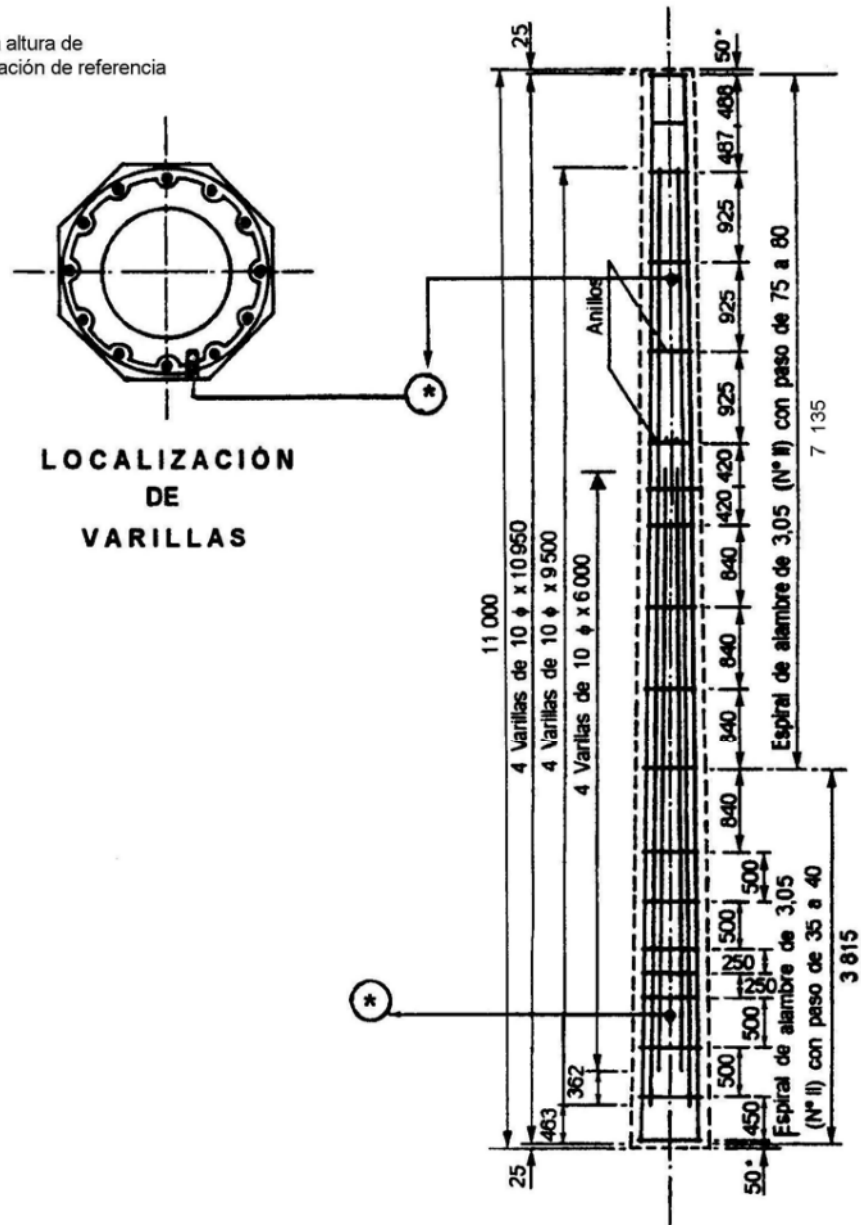 altura de
ación de referencia
LOCALIZACIÓN
DE
VARILLAS
*
*
11 000
4 Varillas de 10 ϕ x 10 950
4 Varillas de 10 ϕ x 9 500
4 Varillas de 10 ϕ x 6 000
Anillos
25
463
362
25
50*
488
487
925
925
925
420
420
840
840
840
840
500
500
250
250
500
500
450
50*
Espiral de alambre de 3,05 (N° II) con paso de 75 a 80
7 135
Espiral de alambre de 3,05
(N° II) con paso de 35 a 40
3 815